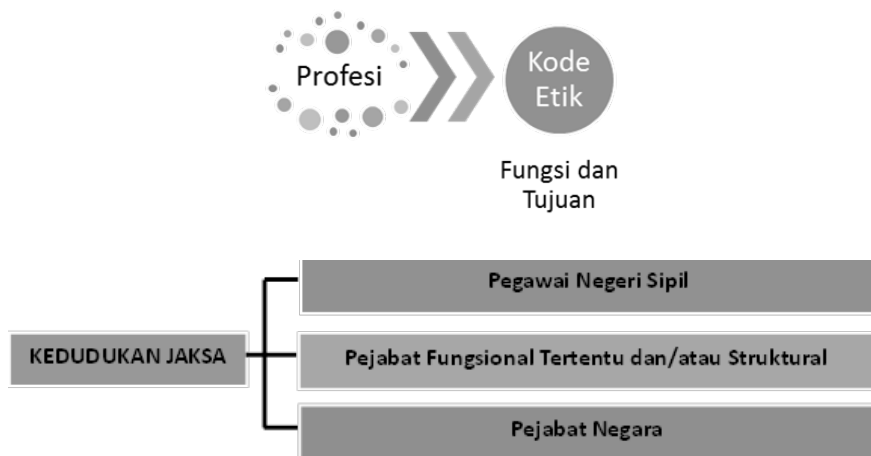 Profesi
Kode
Etik
Fungsi dan
Tujuan
Pegawai Negeri Sipil
KEDUDUKAN JAKSA
Pejabat Fungsional Tertentu dan/atau Struktural
Pejabat Negara